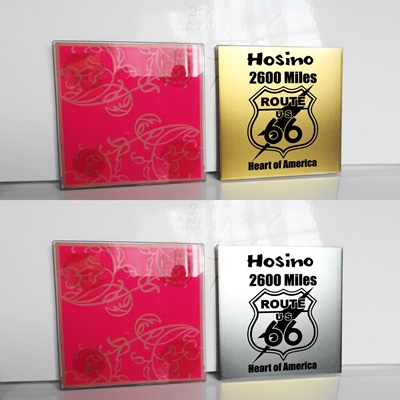 Hosino
2600 Miles
ROUTE
US
66
Heart of America
Hosino
2600 Miles
ROUTE
US
66
Heart of America